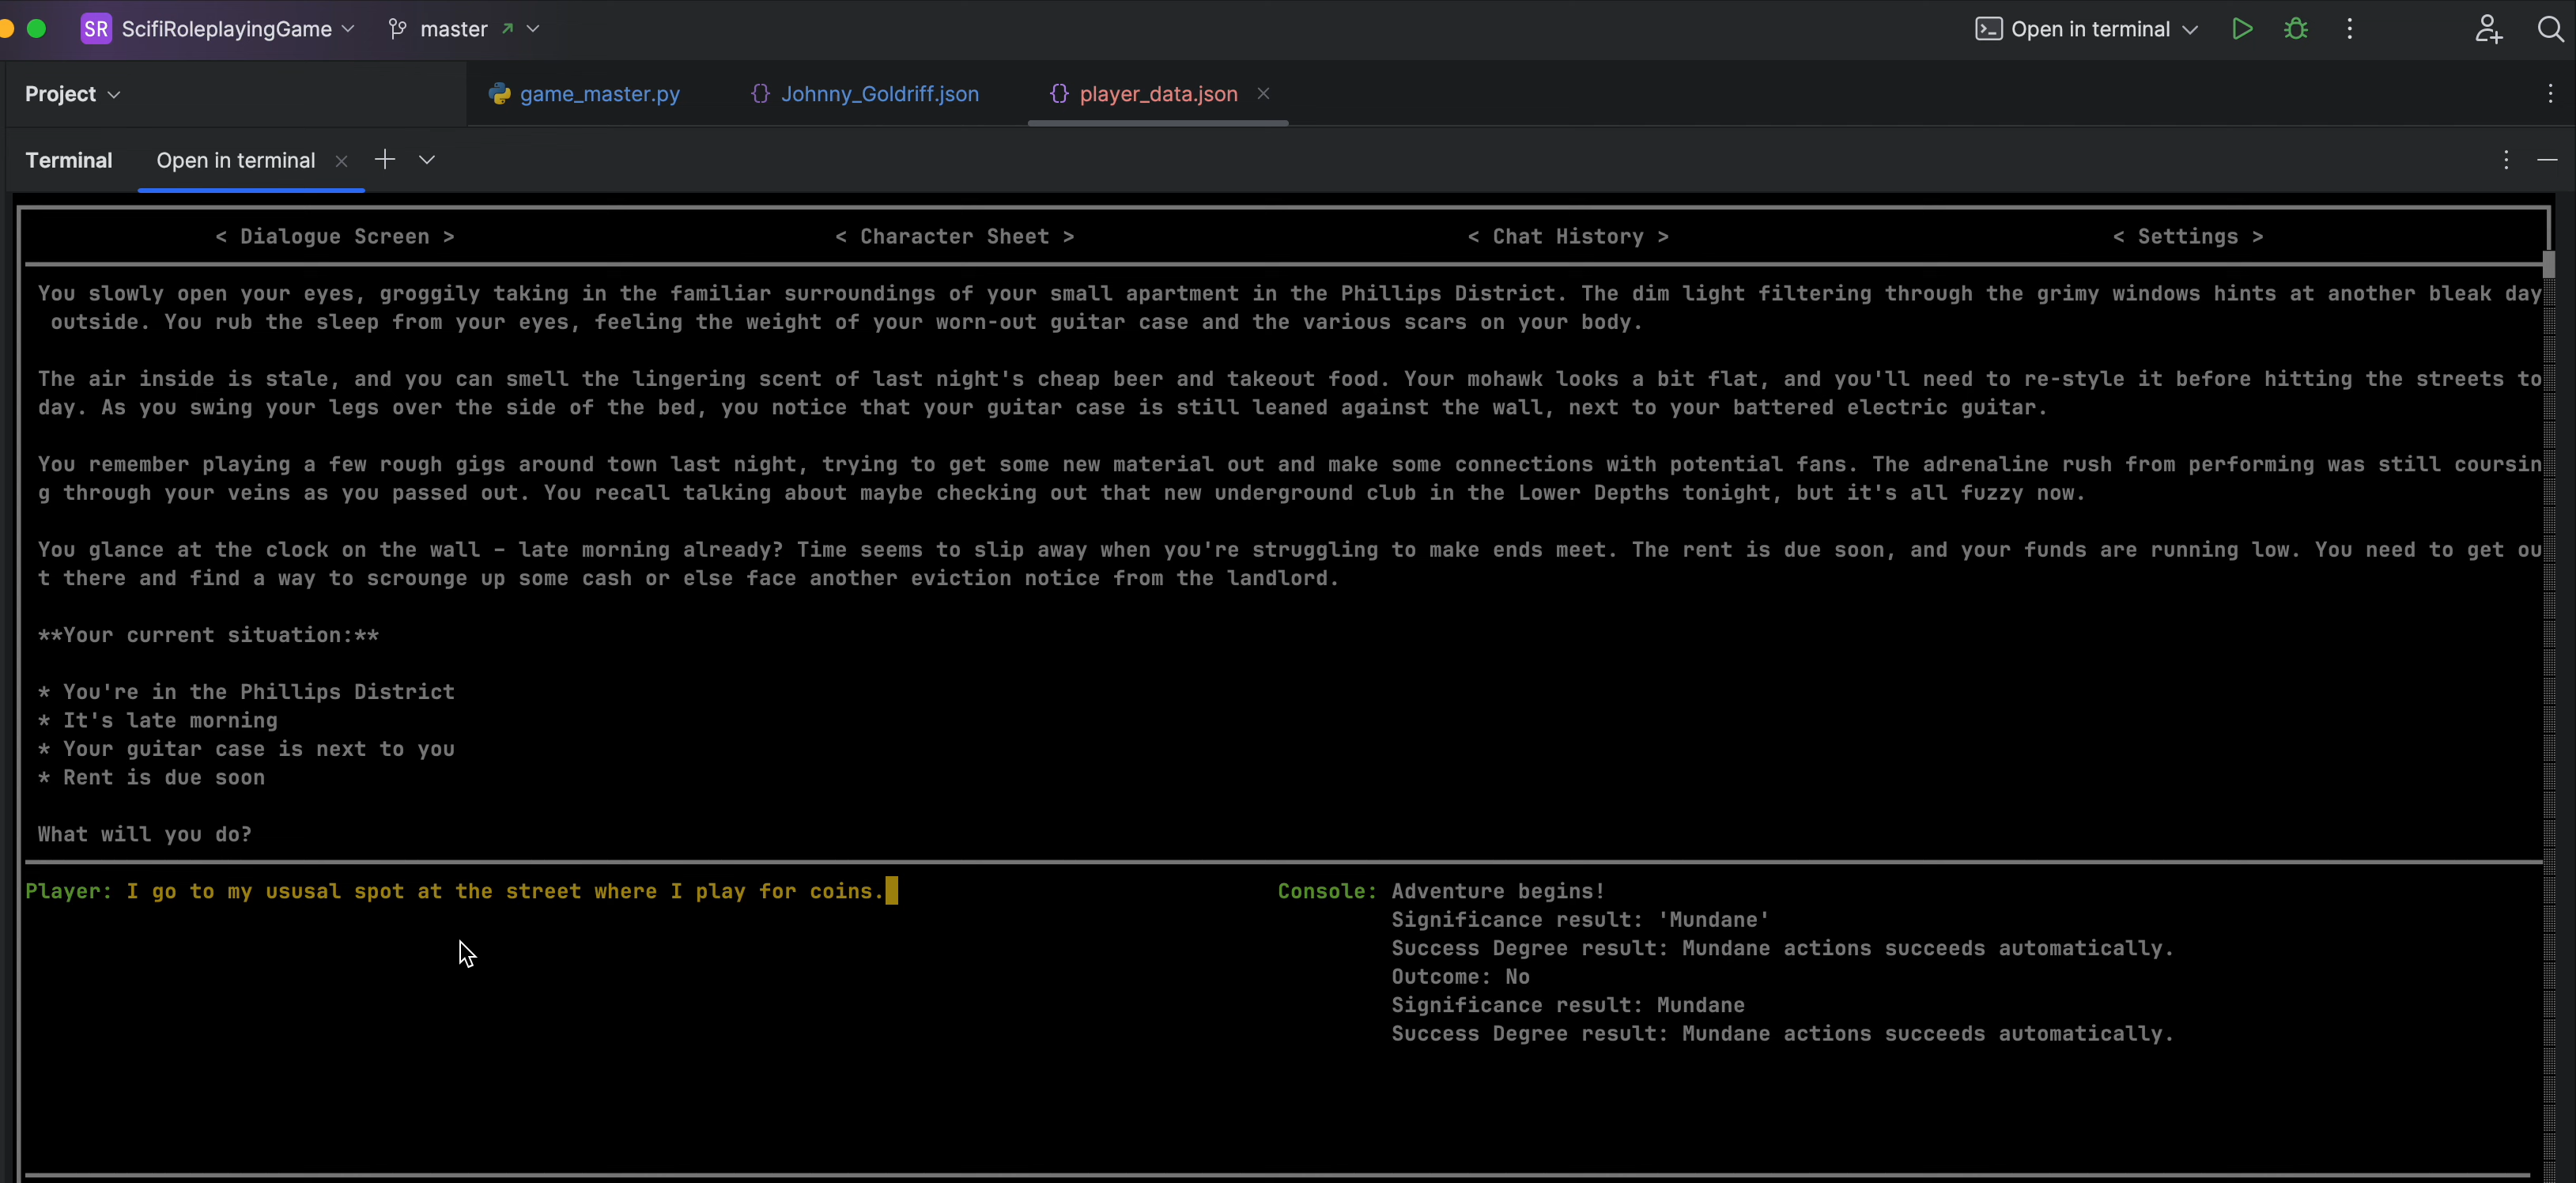 SR ScifiRoleplayingGame master Open in terminal
Project game_master.py {} Johnny_Goldriff.json {} player_data.json
Terminal Open in terminal
< Dialogue Screen > < Character Sheet > < Chat History > < Settings >
You slowly open your eyes, groggily taking in the familiar surroundings of your small apartment in the Phillips District. The dim light filtering through the grimy windows hints at another bleak day
outside. You rub the sleep from your eyes, feeling the weight of your worn-out guitar case and the various scars on your body.
The air inside is stale, and you can smell the lingering scent of last night's cheap beer and takeout food. Your mohawk looks a bit flat, and you'll need to re-style it before hitting the streets to
day. As you swing your legs over the side of the bed, you notice that your guitar case is still leaned against the wall, next to your battered electric guitar.
You remember playing a few rough gigs around town last night, trying to get some new material out and make some connections with potential fans. The adrenaline rush from performing was still coursin
g through your veins as you passed out. You recall talking about maybe checking out that new underground club in the Lower Depths tonight, but it's all fuzzy now.
You glance at the clock on the wall – late morning already? Time seems to slip away when you're struggling to make ends meet. The rent is due soon, and your funds are running low. You need to get ou
t there and find a way to scrounge up some cash or else face another eviction notice from the landlord.
**Your current situation:**
* You're in the Phillips District
* It's late morning
* Your guitar case is next to you
* Rent is due soon
What will you do?
Player: I go to my ususal spot at the street where I play for coins.
Console: Adventure begins!
Significance result: 'Mundane'
Success Degree result: Mundane actions succeeds automatically.
Outcome: No
Significance result: Mundane
Success Degree result: Mundane actions succeeds automatically.